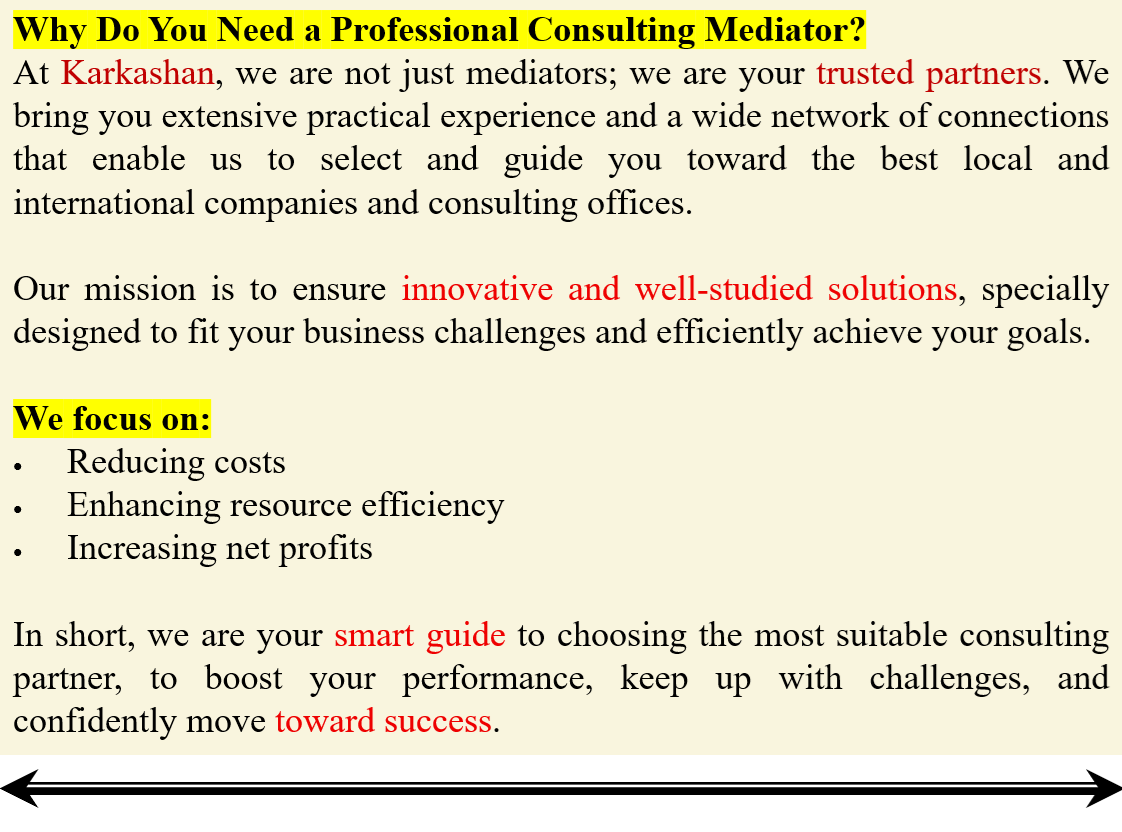 Why Do You Need a Professional Consulting Mediator?
At Karkashan, we are not just mediators; we are your trusted partners. We
bring you extensive practical experience and a wide network of connections
that enable us to select and guide you toward the best local and
international companies and consulting offices.
Our mission is to ensure innovative and well-studied solutions, specially
designed to fit your business challenges and efficiently achieve your goals.
We focus on:
• Reducing costs
• Enhancing resource efficiency
• Increasing net profits
In short, we are your smart guide to choosing the most suitable consulting
partner, to boost your performance, keep up with challenges, and
confidently move toward success.